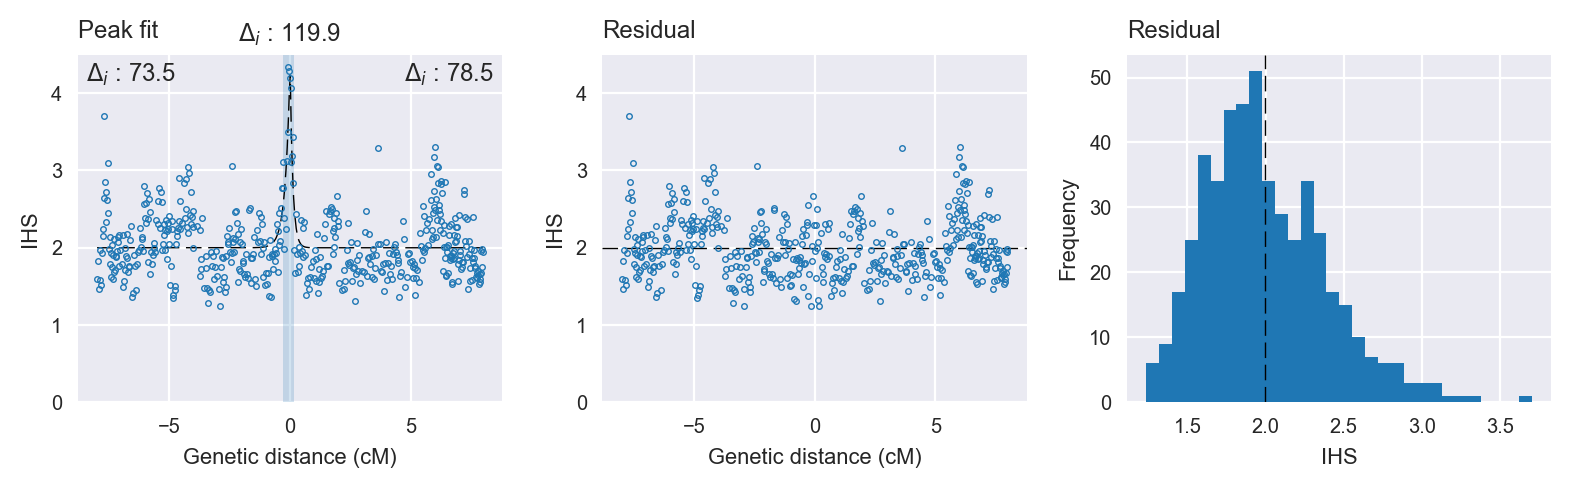 Peak fit
Δi : 119.9
Δi : 73.5
Δi : 78.5
4
3
2
1
0
IHS
−5
0
5
Genetic distance (cM)
Residual
4
3
2
1
0
IHS
−5
0
5
Genetic distance (cM)
Residual
50
40
30
20
10
0
Frequency
1.5
2.0
2.5
3.0
3.5
IHS